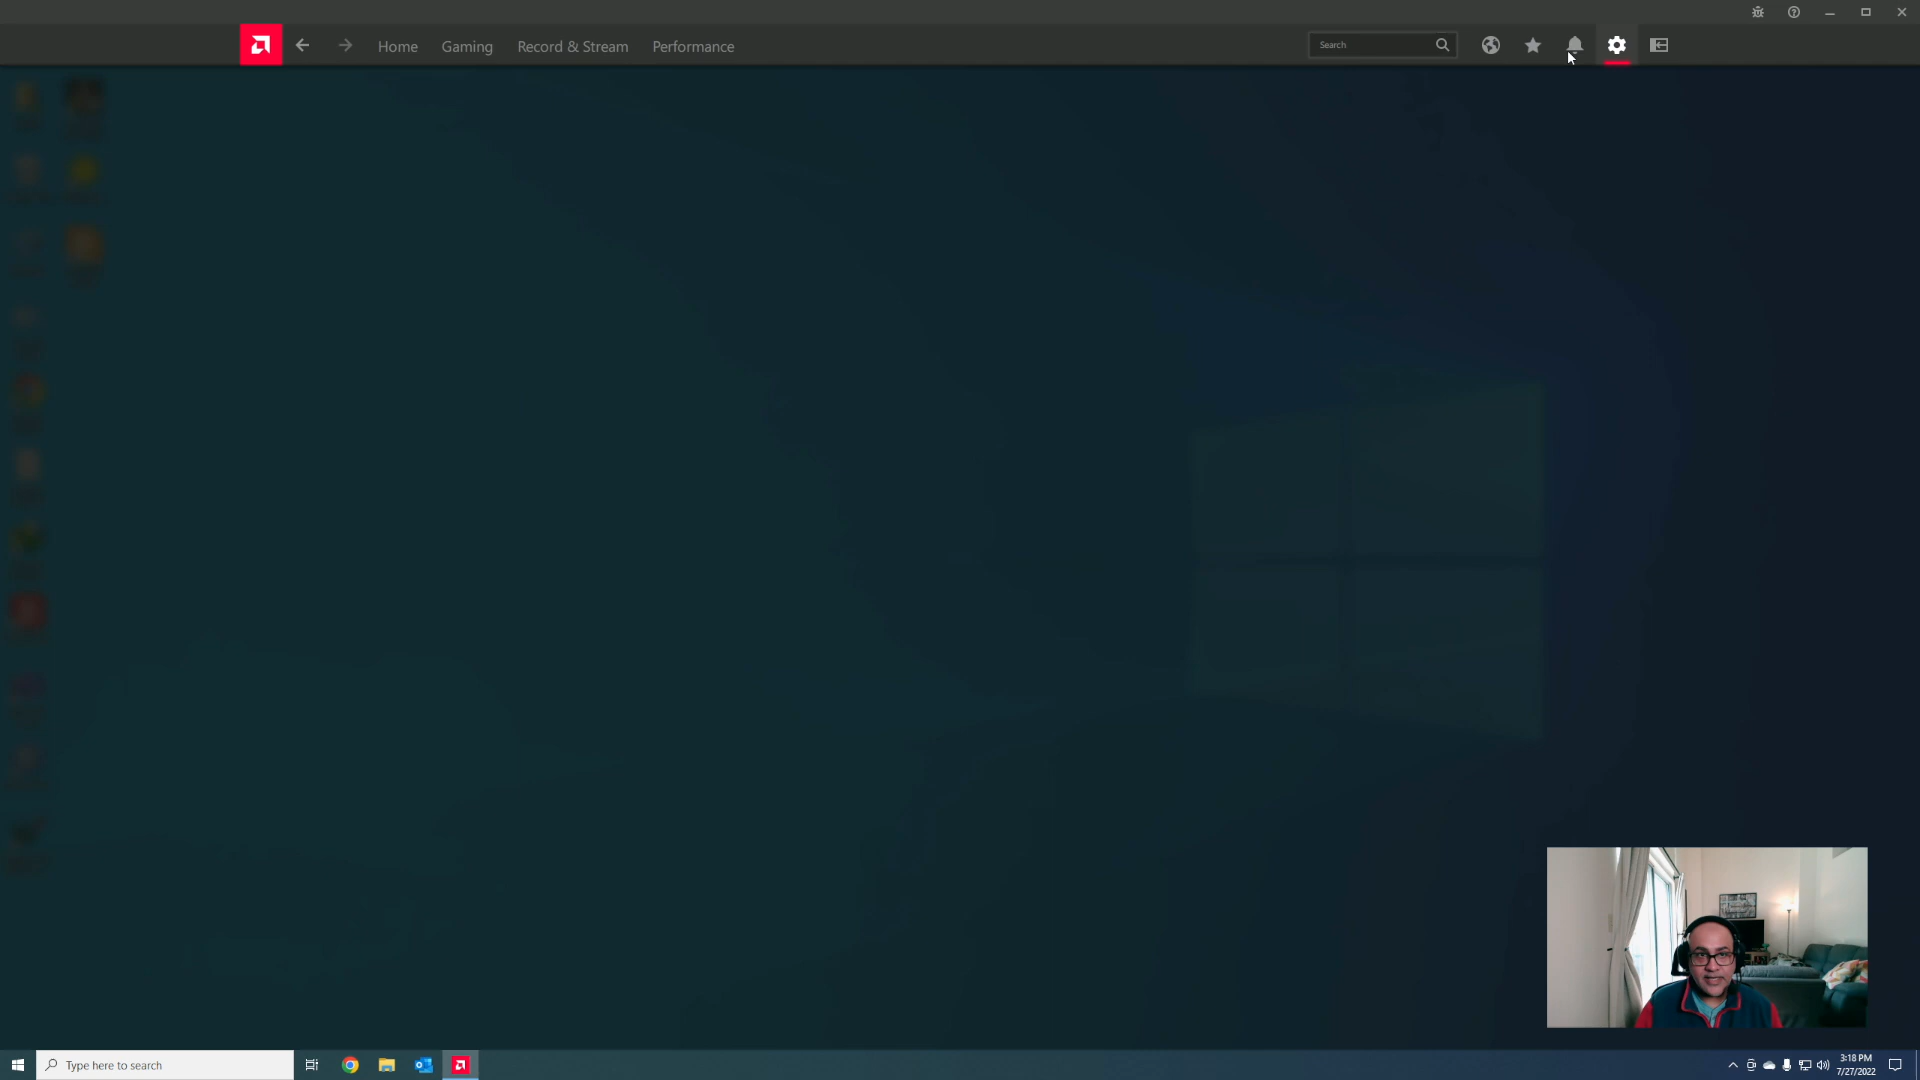 Home Gaming Record & Stream Performance Search
Type here to search
3:18 PM
7/27/2022